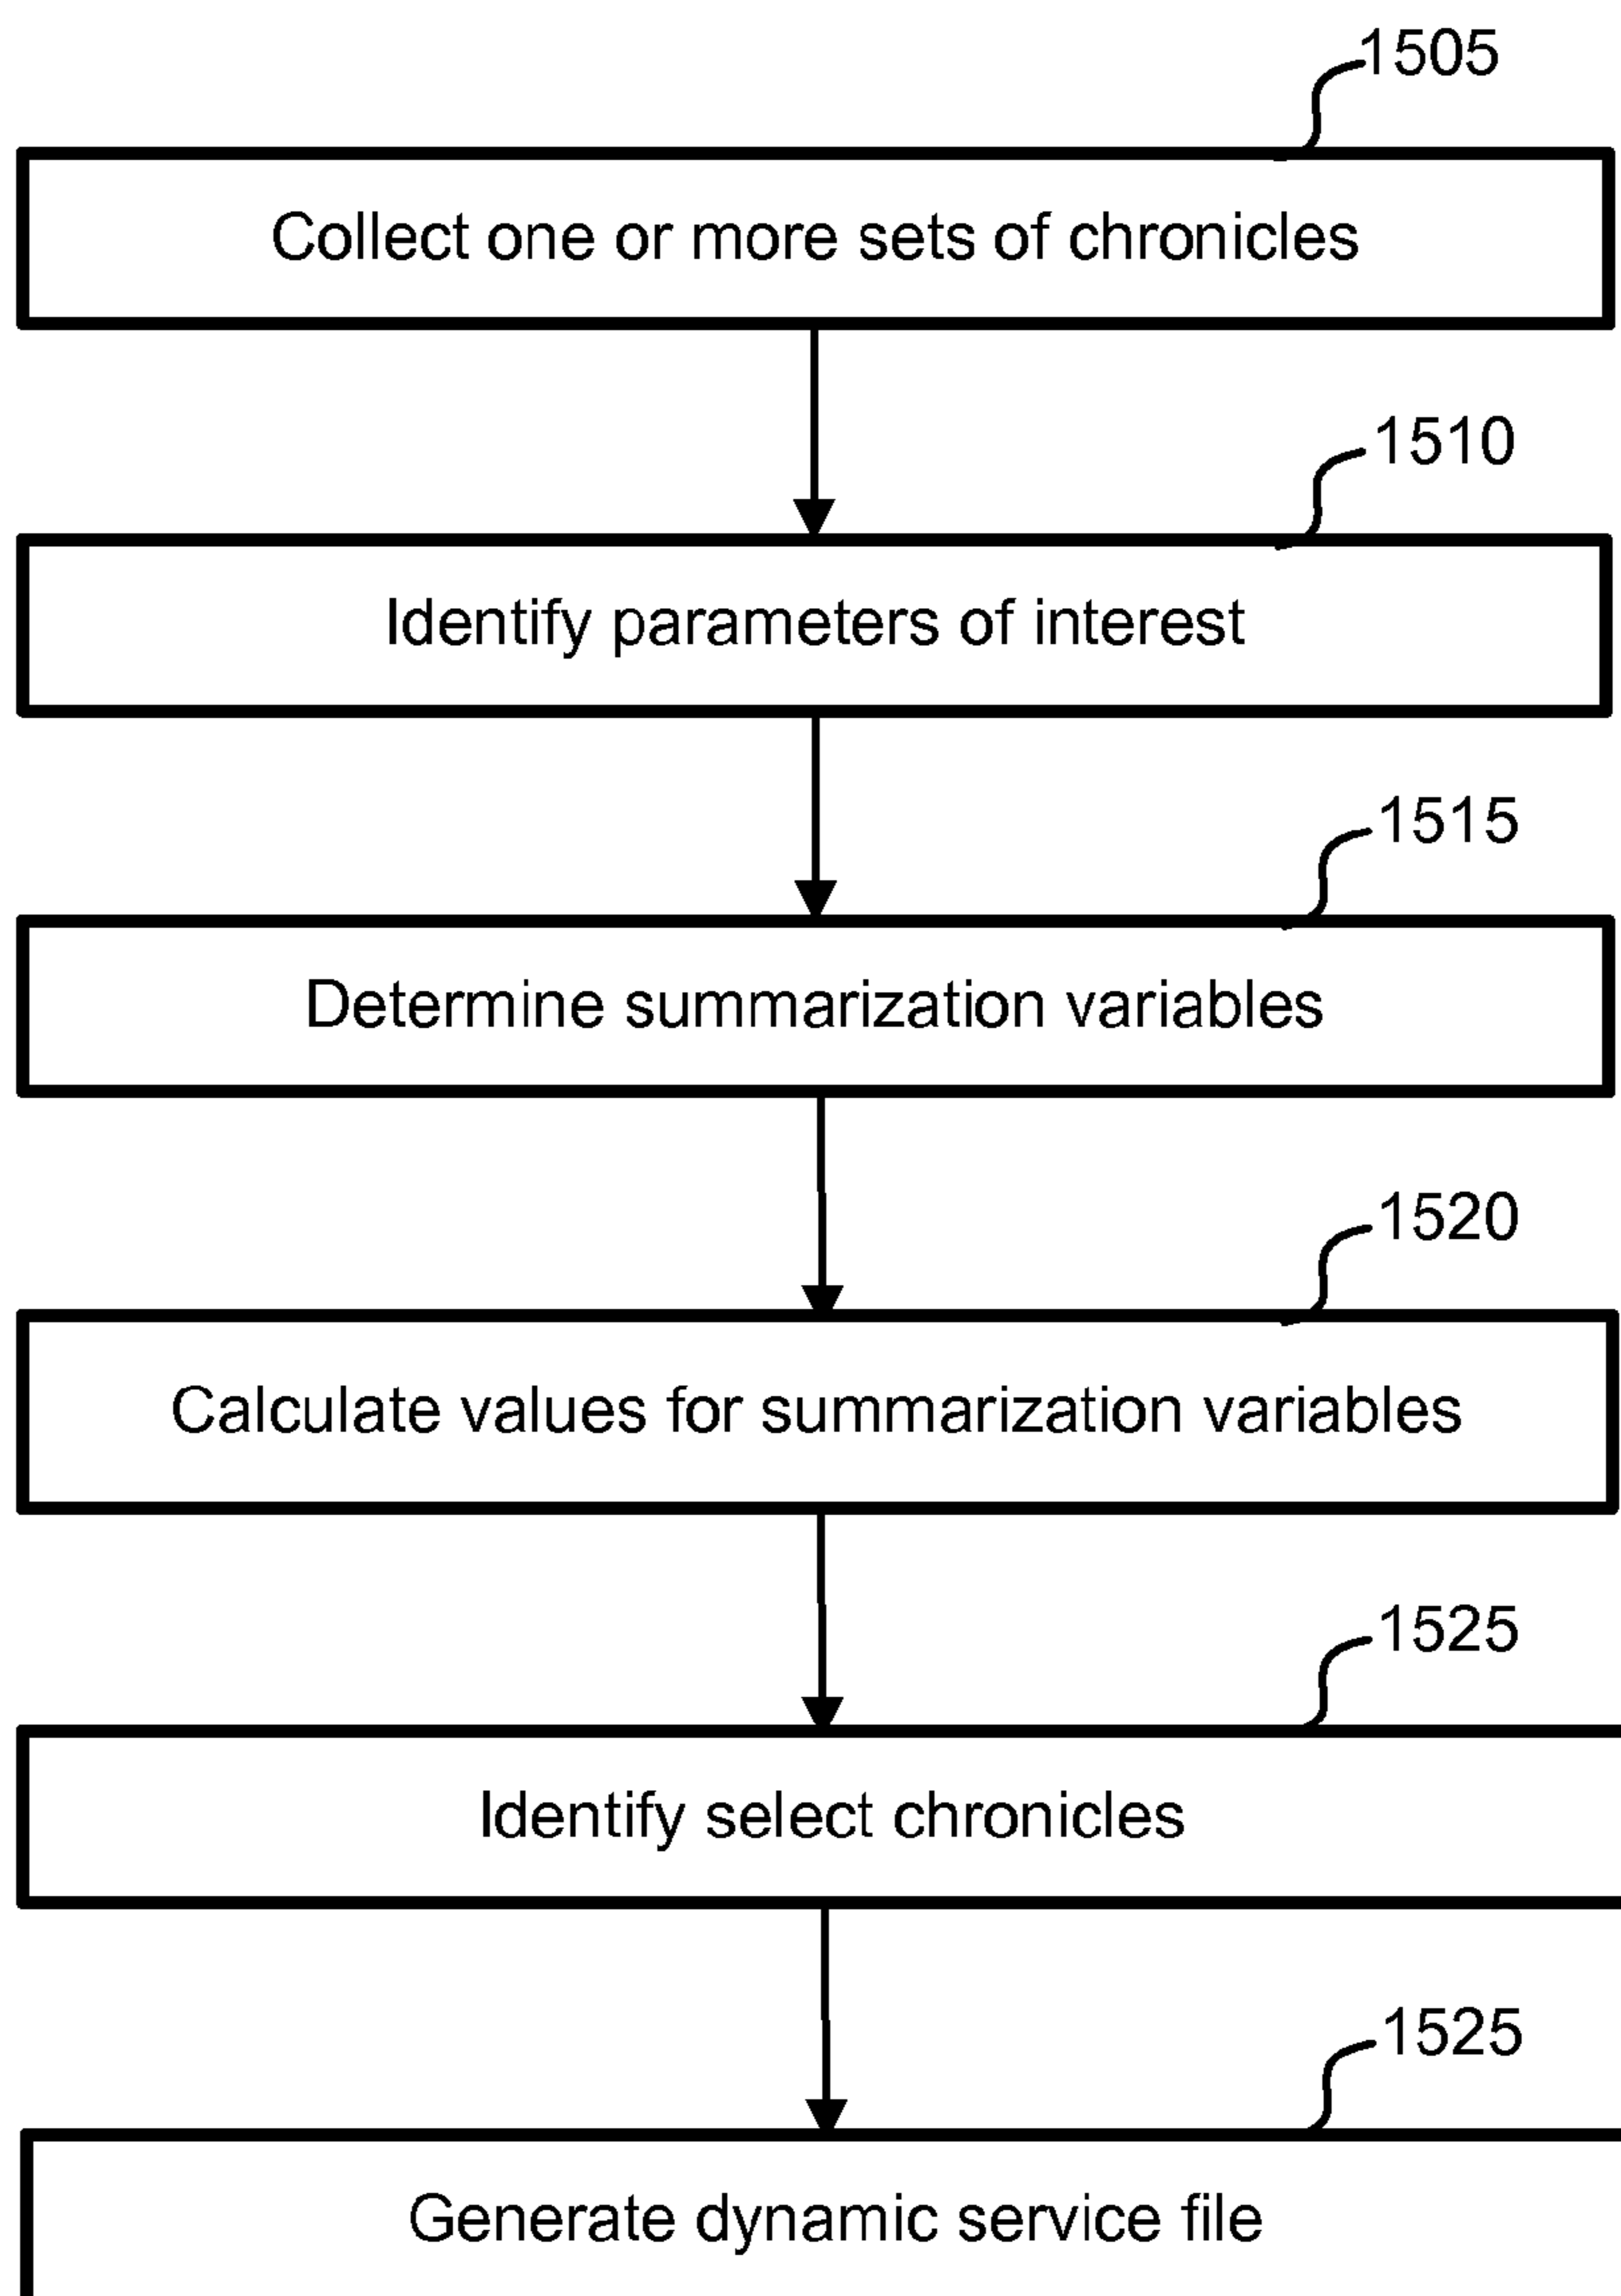 1505
Collect one or more sets of chronicles
1510
Identify parameters of interest
1515
Determine summarization variables
1520
Calculate values for summarization variables
1525
Identify select chronicles
1525
Generate dynamic service file